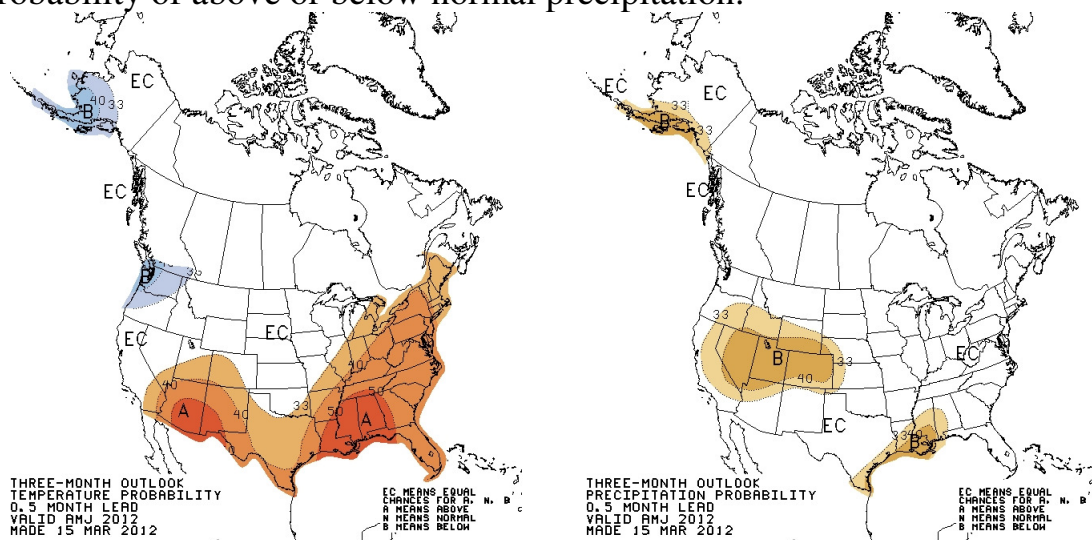 robability of above or below normal precipitation.
EC
40
33
B
EC
33
B
EC
EC
40
A
40
33
40
50
50
A
THREE-MONTH OUTLOOK
TEMPERATURE PROBABILITY
0.5 MONTH LEAD
VALID AMJ 2012
MADE 15 MAR 2012
EC MEANS EQUAL
CHANCES FOR A, N, B
A MEANS ABOVE
N MEANS NORMAL
B MEANS BELOW
EC
EC
33
B
33
EC
33
B
33
40
EC
EC
33
40
B
THREE-MONTH OUTLOOK
PRECIPITATION PROBABILITY
0.5 MONTH LEAD
VALID AMJ 2012
MADE 15 MAR 2012
EC MEANS EQUAL
CHANCES FOR A, N, B
A MEANS ABOVE
N MEANS NORMAL
B MEANS BELOW